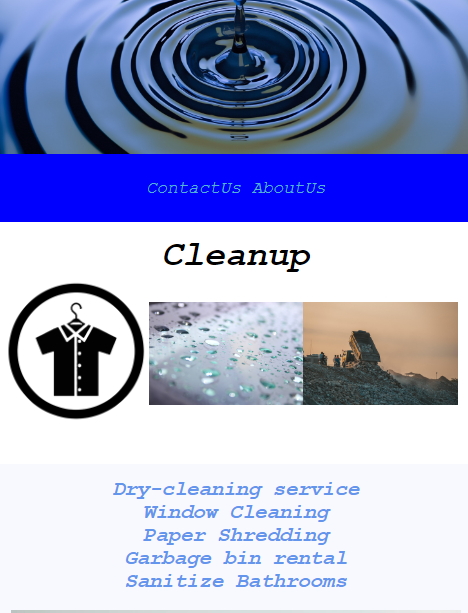 ContactUs AboutUs
Cleanup
Dry-cleaning service
Window Cleaning
Paper Shredding
Garbage bin rental
Sanitize Bathrooms